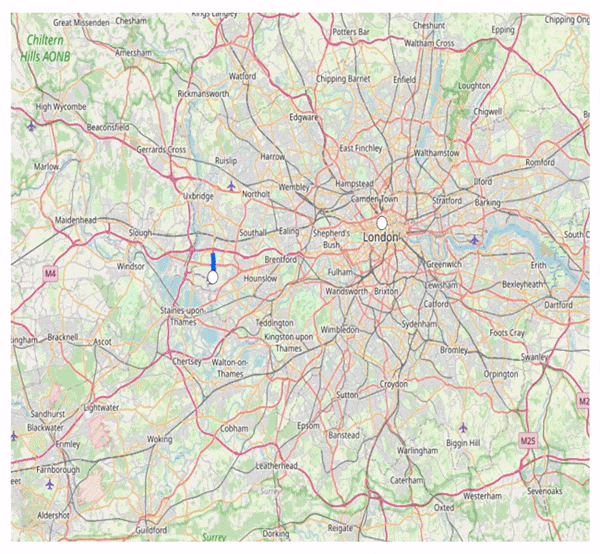 Kings Langley
Cheshunt
Great Missenden
Chesham
Potters Bar
Epping
Chipping Ong
Waltham Cross
Chiltern
Hills AONB
Amersham
Watford
Chipping Barnet
Enfield
Loughton
Rickmansworth
High Wycombe
Chigwell
Edgware
Beaconsfield
Gerrards Cross
East Finchley
Walthamstow
Harrow
Ruislip
Romford
Marlow
Hampstead
Ilford
Wembley
Uxbridge
Northolt
Camden Town
Stratford
Barking
Maidenhead
Slough
Southall
Ealing
Shepherd's
Bush
London
South O
M4
Windsor
Brentford
Fulham
Greenwich
Erith
Hounslow
Wandsworth
Brixton
Lewisham
Bexleyheath
Catford
Dartford
Staines-upon
Thames
Teddington
Sydenham
Wimbledon
Foots Cray
ingham
Bracknell
Ascot
Kingston upon
Thames
Bromley
Swanley
Chertsey
Walton-on-
Thames
Orpington
Croydon
Sutton
M2
Lightwater
Sandhurst
Blackwater
Cobham
Epsom
Banstead
Biggin Hill
M25
Frimley
Woking
Warlingham
Farnborough
Leatherhead
eet
Caterham
Sevenoaks
Surrey
Westerham
Aldershot
Oxted
Guildford
Reigate
Surrey
Dorking